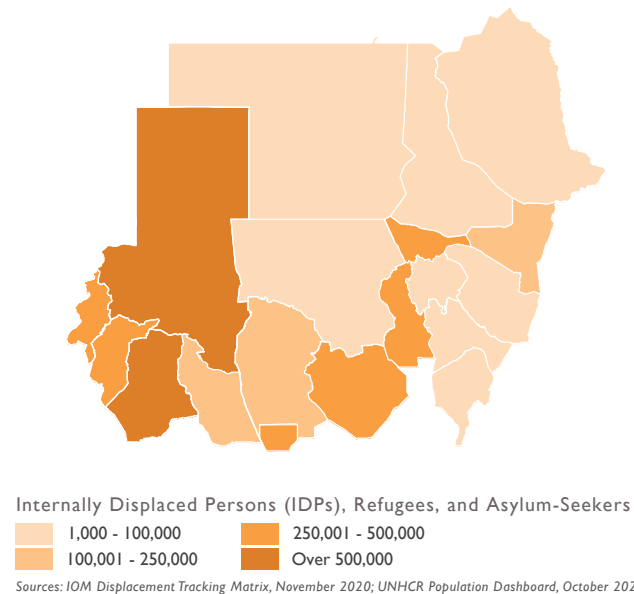 Internally Displaced Persons (IDPs), Refugees, and Asylum-Seekers
1,000 - 100,000
250,001 - 500,000
100,001 - 250,000
Over 500,000
Sources: IOM Displacement Tracking Matrix, November 2020; UNHCR Population Dashboard, October 202